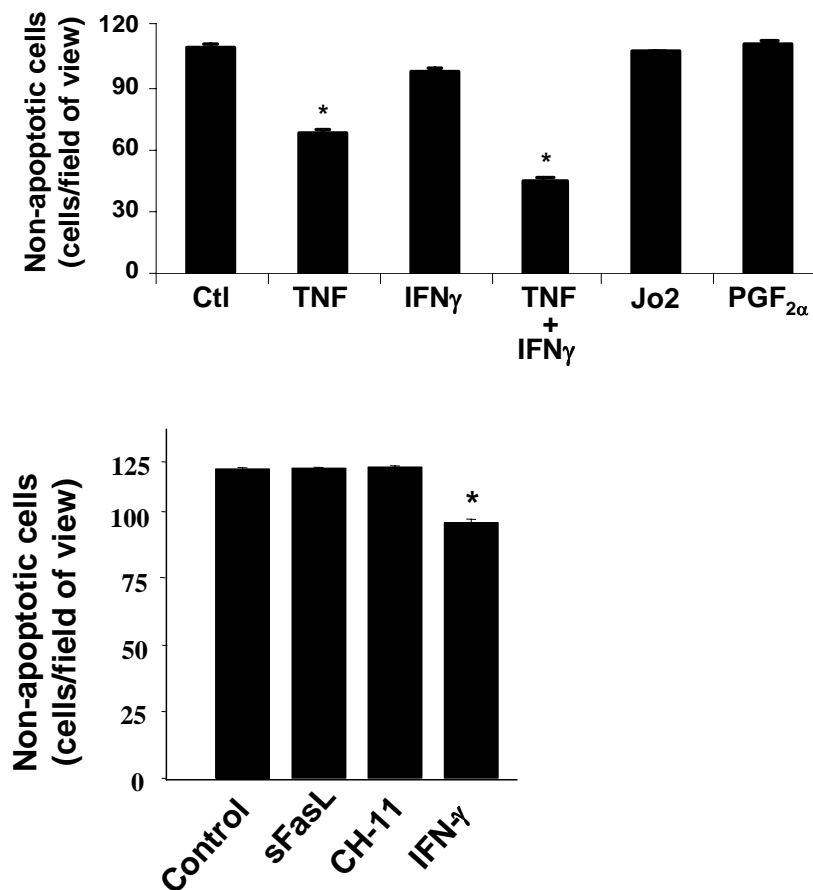 Non-apoptotic cells
(cells/field of view)
120
90
60
30
0
*
*
Ctl
TNF
IFNγ
TNF
+
IFNγ
Jo2
PGF2α
Non-apoptotic cells
(cells/field of view)
125
100
75
50
25
0
*
Control
sFasL
CH-11
IFN-γ